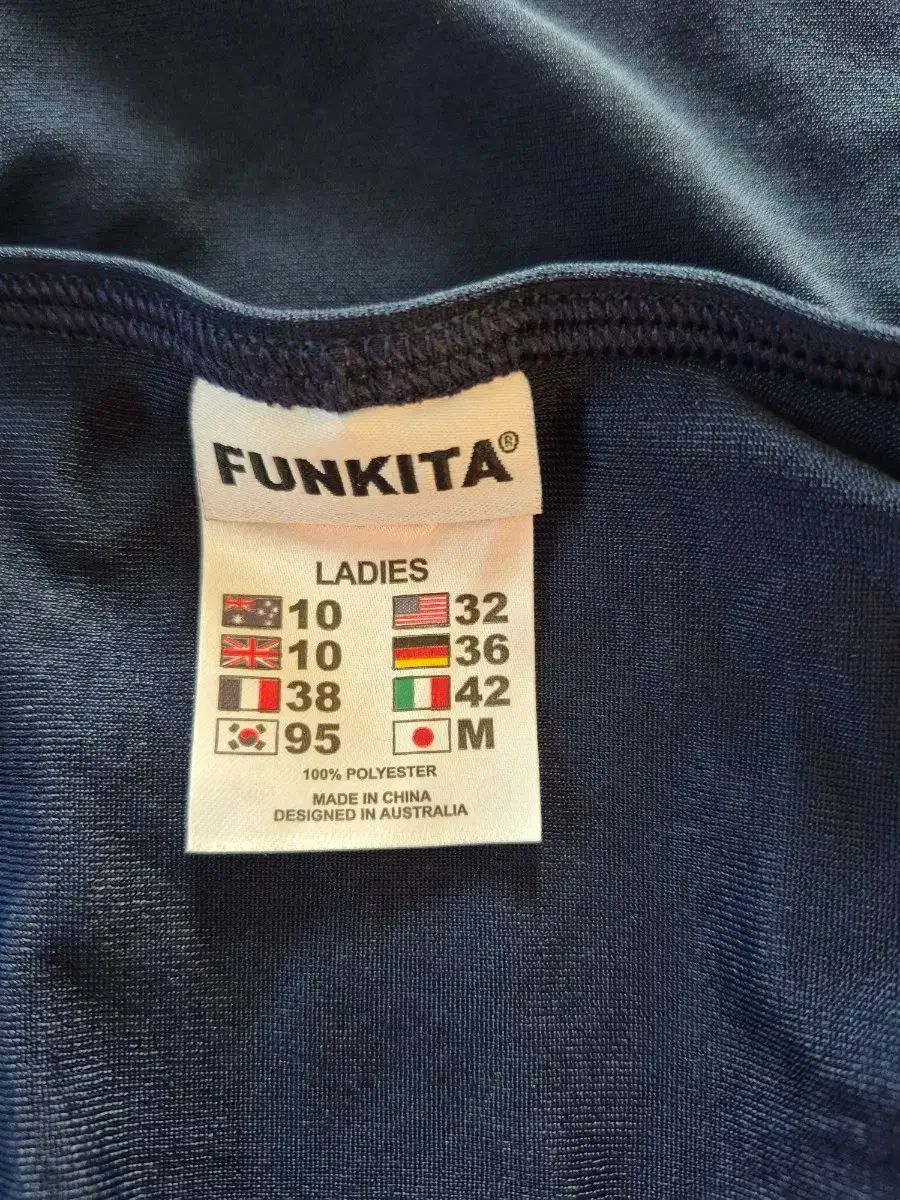 FUNKITA®
LADIES
10 32
10 36
38 42
95 M
100% POLYESTER
MADE IN CHINA
DESIGNED IN AUSTRALIA